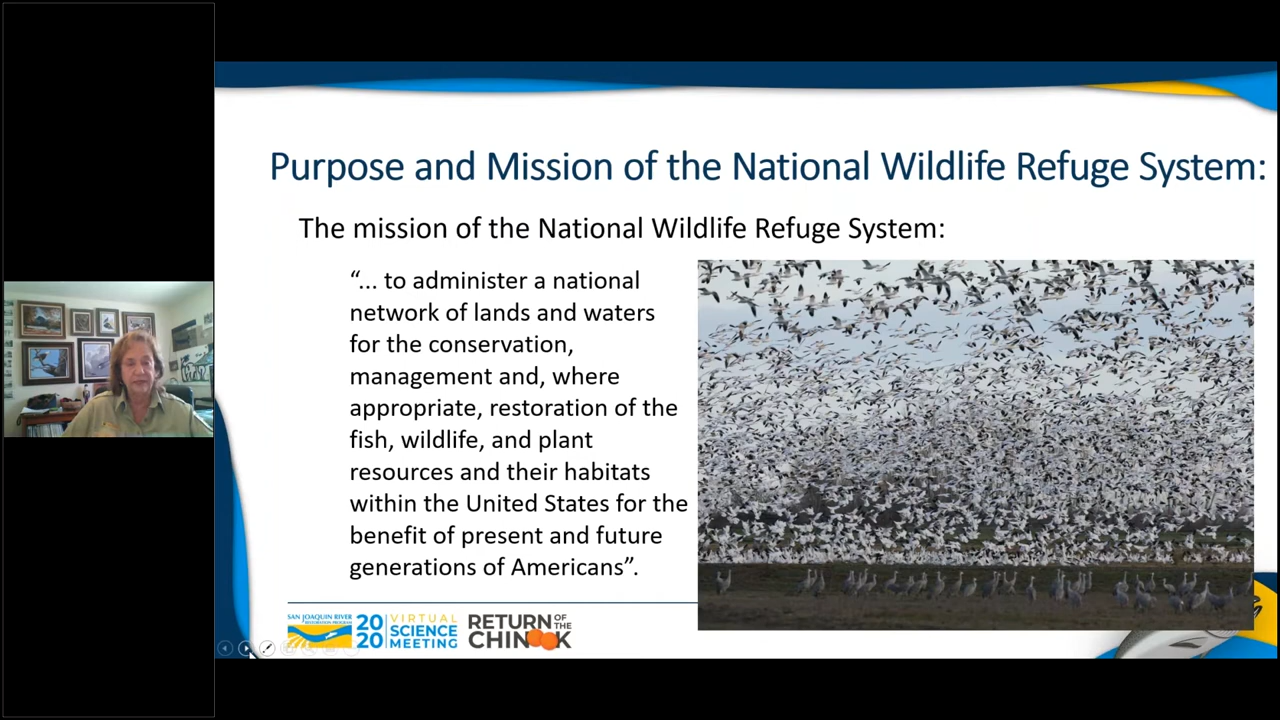 Purpose and Mission of the National Wildlife Refuge System:
The mission of the National Wildlife Refuge System:
“... to administer a national
network of lands and waters
for the conservation,
management and, where
appropriate, restoration of the
fish, wildlife, and plant
resources and their habitats
within the United States for the
benefit of present and future
generations of Americans”.
SAN JOAQUIN RIVER
RESTORATION PROGRAM
2020
VIRTUAL
SCIENCE
MEETING
RETURN OF THE
CHINOOK